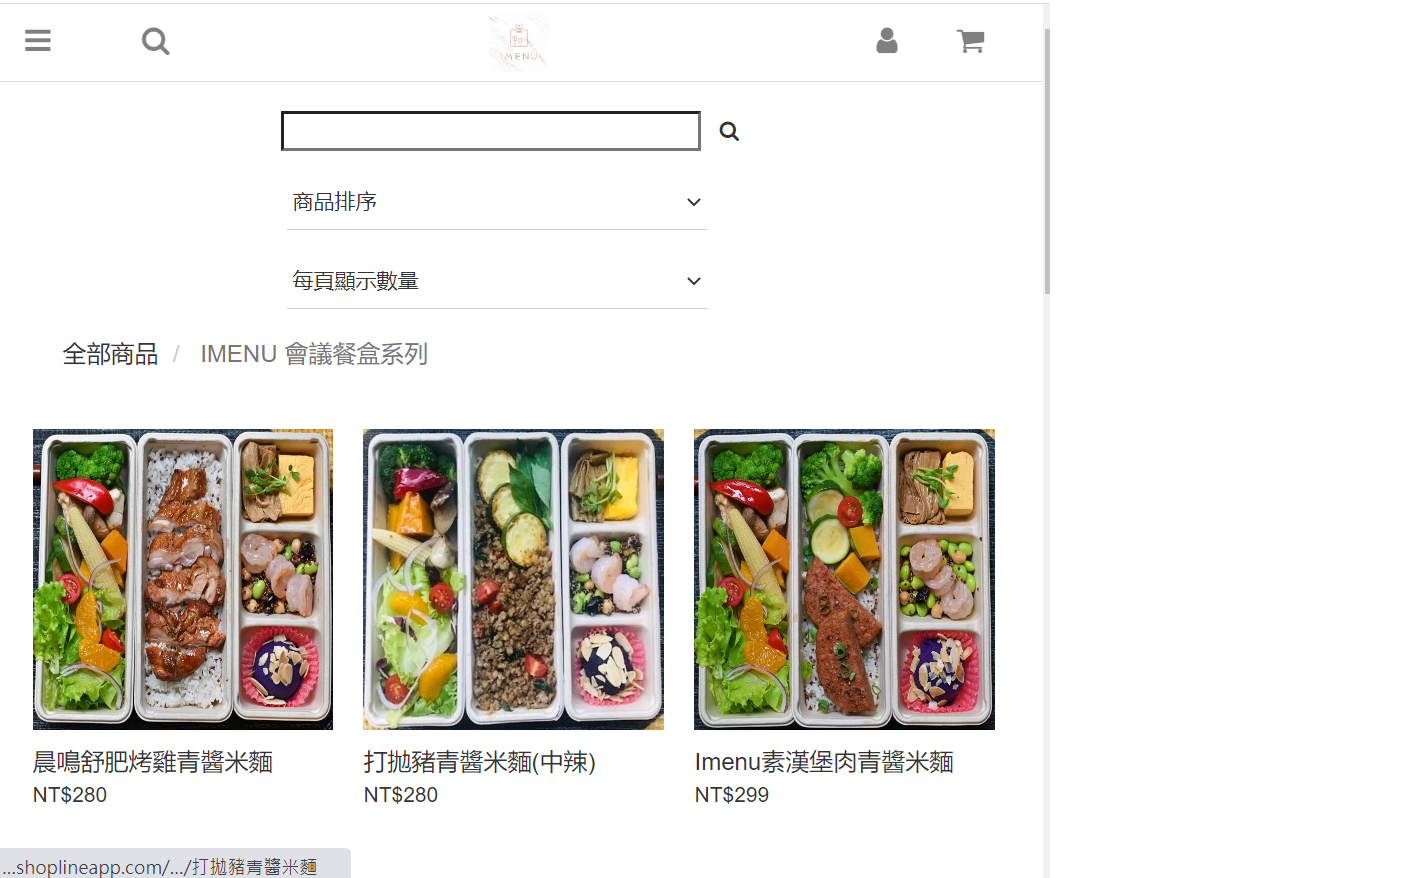 IMENU
商品排序
每頁顯示數量
全部商品 / IMENU 會議餐盒系列
晨鳴舒肥烤雞青醬米麵
NT$280
打拋豬青醬米麵(中辣)
NT$280
Imenu素漢堡肉青醬米麵
NT$299
...shoplineapp.com/.../打拋豬青醬米麵